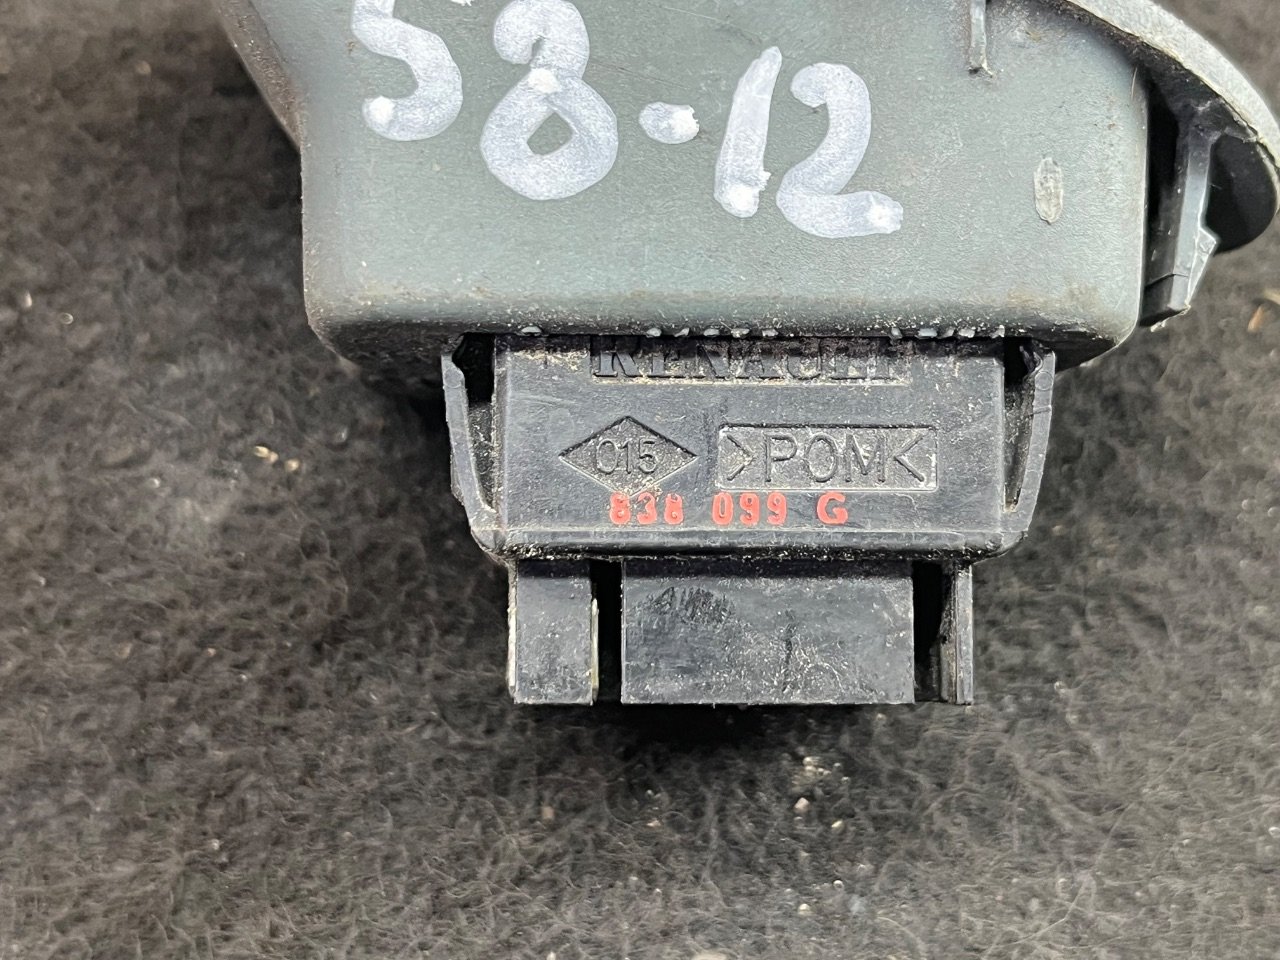 58-12
RENAULT
015 >POM<
838 099 G